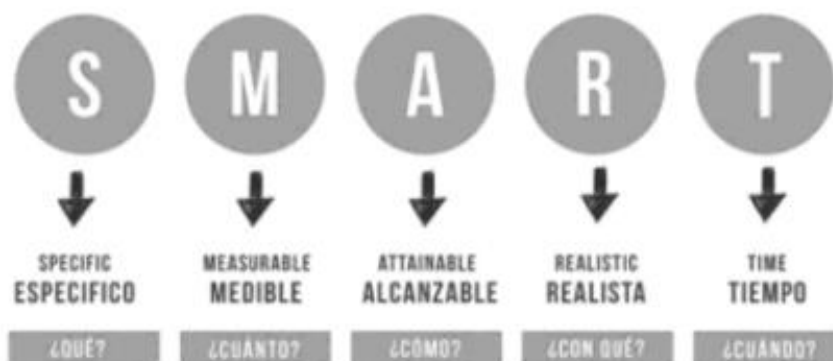 S M A R T
SPECIFIC MEASURABLE ATTAINABLE REALISTIC TIME
ESPECIFICO MEDIBLE ALCANZABLE REALISTA TIEMPO
¿QUÉ? ¿CUÁNTO? ¿CÓMO? ¿CON QUÉ? ¿CUÁNDO?